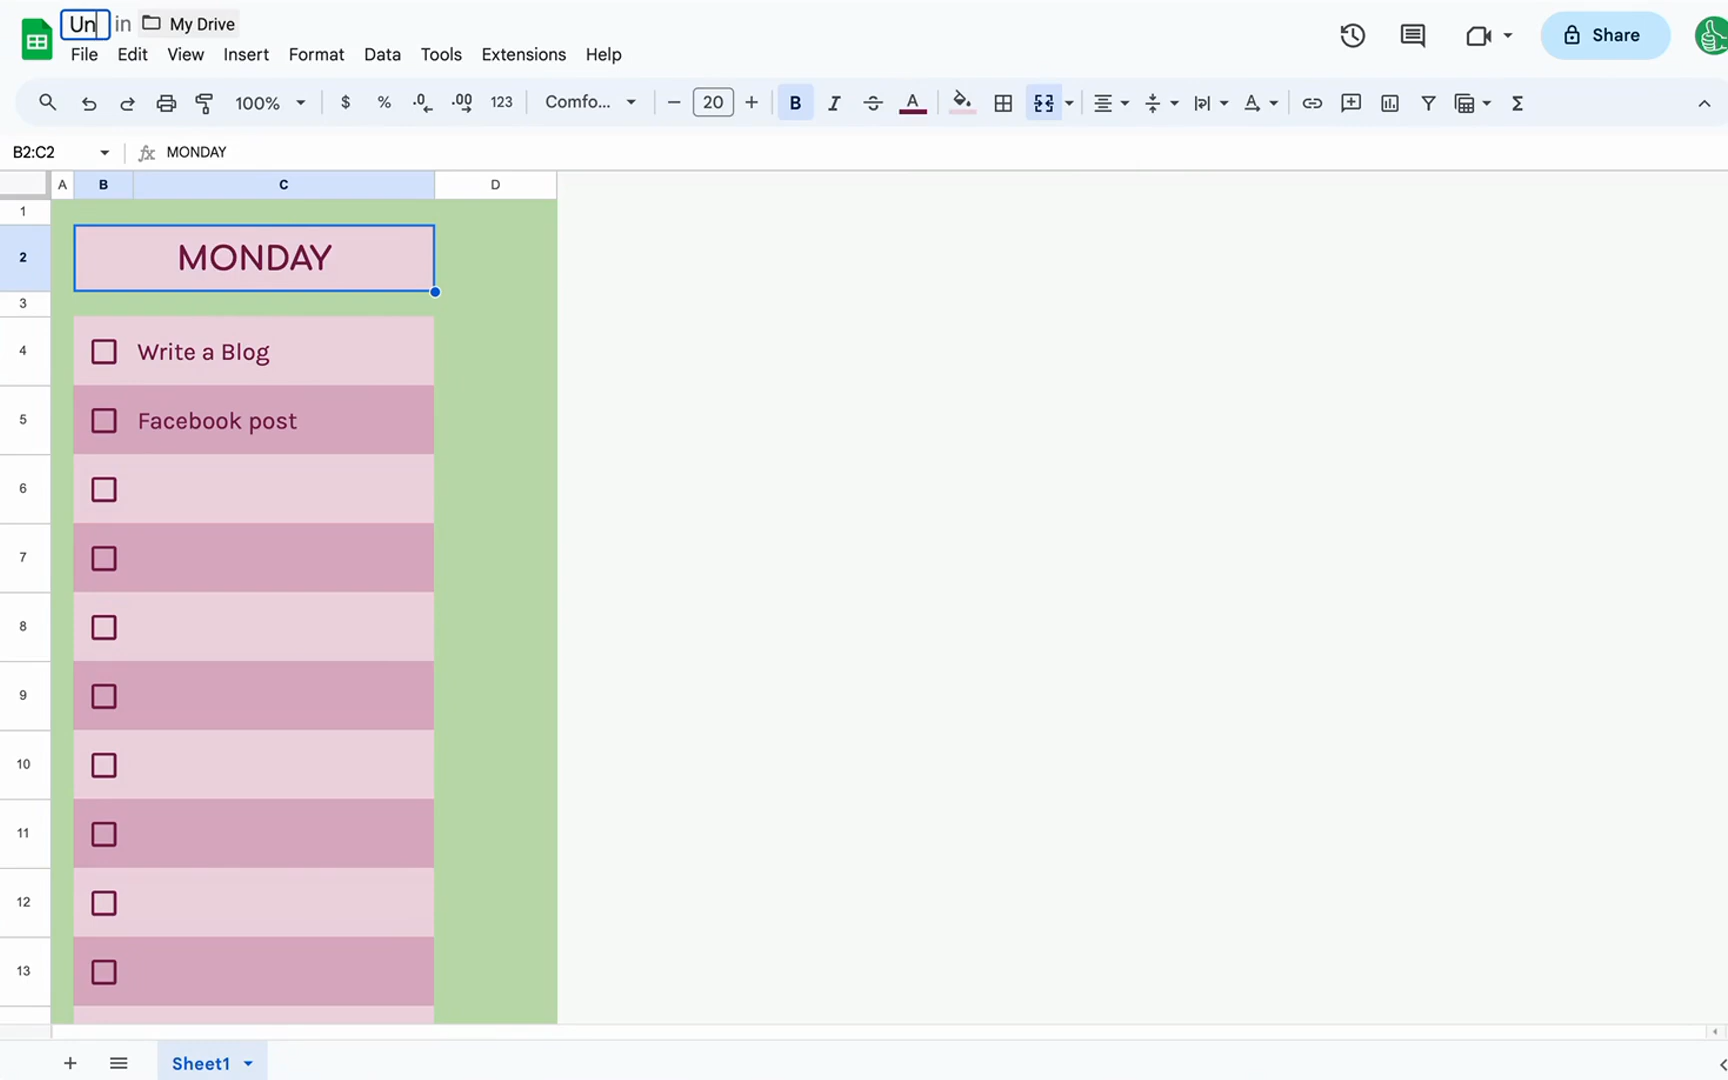 Un in My Drive
File Edit View Insert Format Data Tools Extensions Help
Share
100% $ % .0 .00 123 Comfo... − 20 + B I S A A Σ
B2:C2 fx MONDAY
A B C D
1
2 MONDAY
3
4 Write a Blog
5 Facebook post
6
7
8
9
10
11
12
13
+ Sheet1